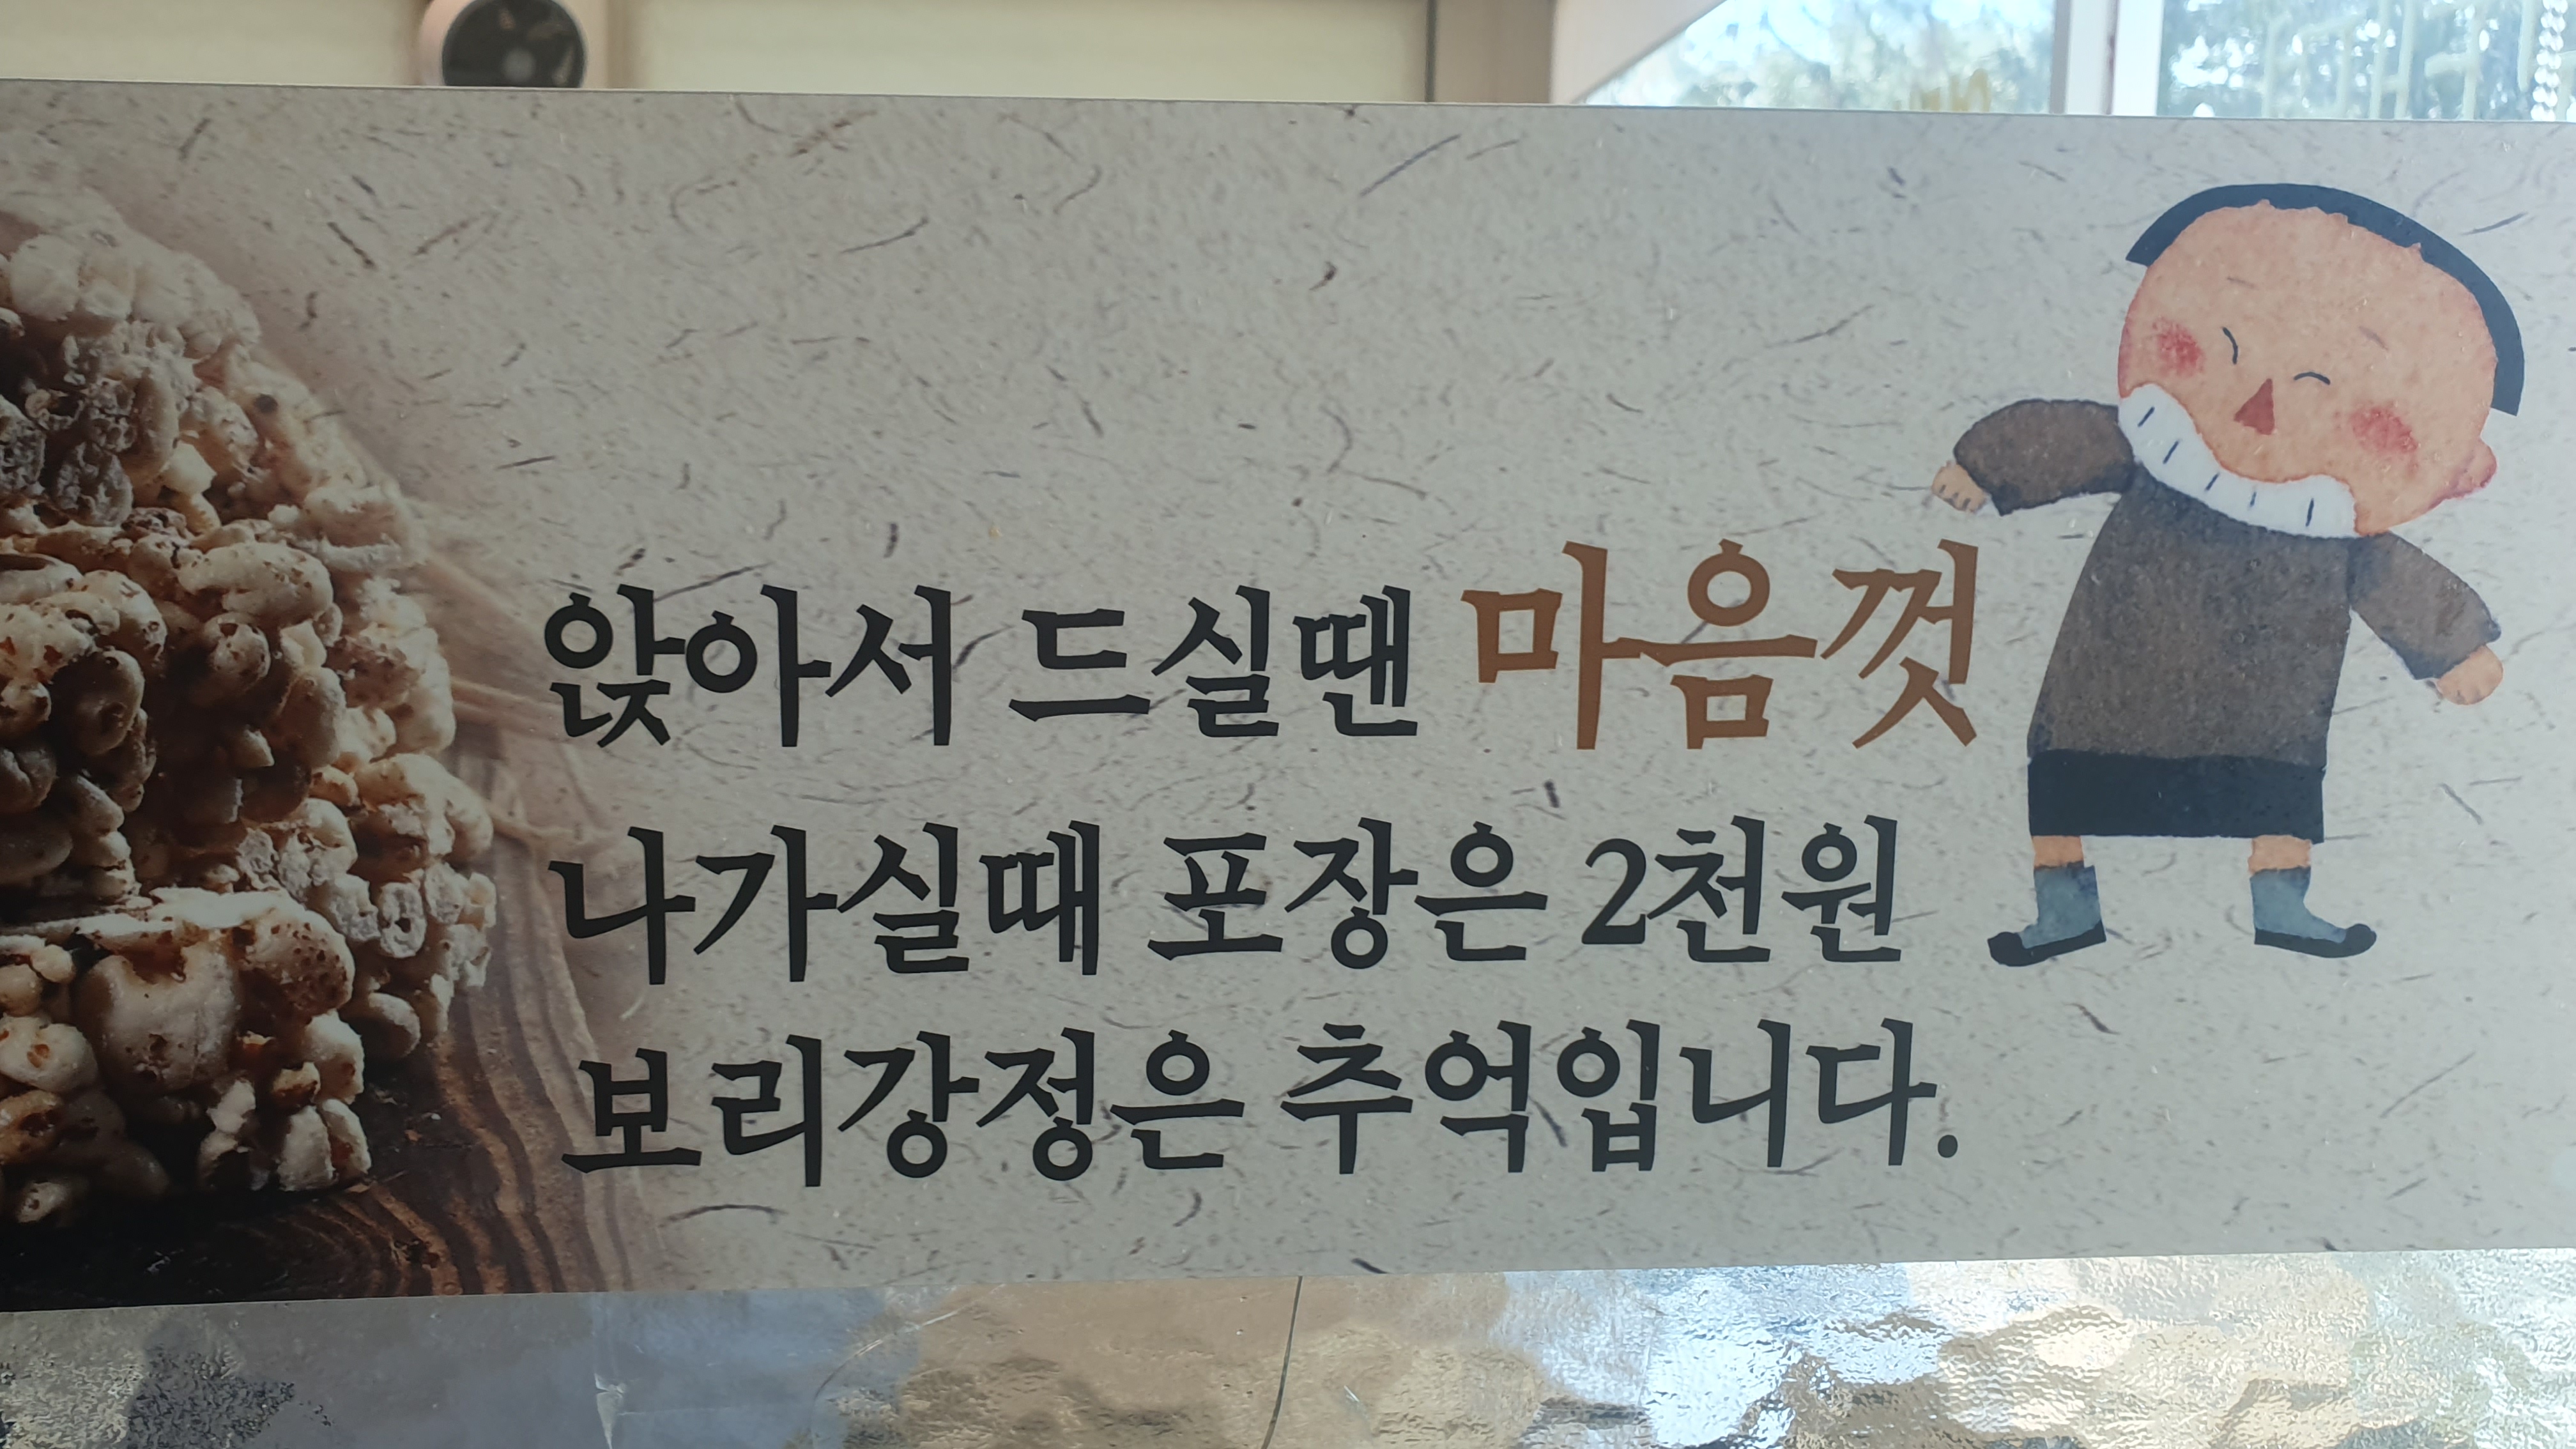 앉아서 드실땐 마음껏
나가실때 포장은 2천원
보리강정은 추억입니다.